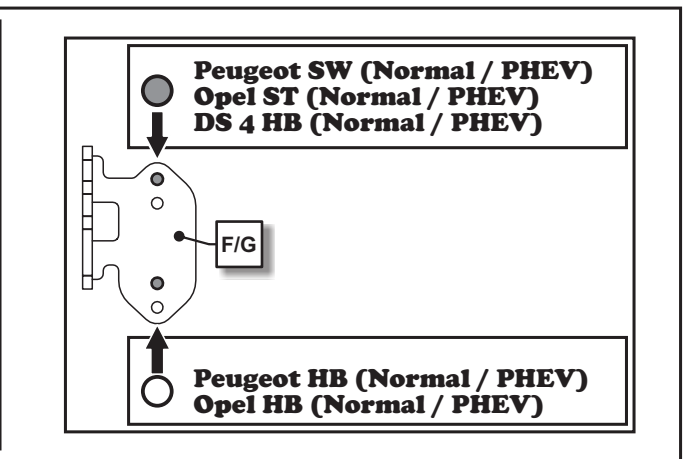 Peugeot SW (Normal / PHEV)
Opel ST (Normal / PHEV)
DS 4 HB (Normal / PHEV)
F/G
Peugeot HB (Normal / PHEV)
Opel HB (Normal / PHEV)